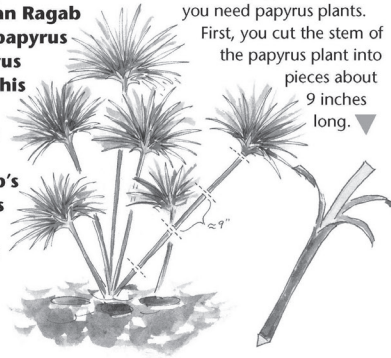 an Ragab
papyrus
rus
his
b's
s
you need papyrus plants.
First, you cut the stem of
the papyrus plant into
pieces about
9 inches
long.
≈9"